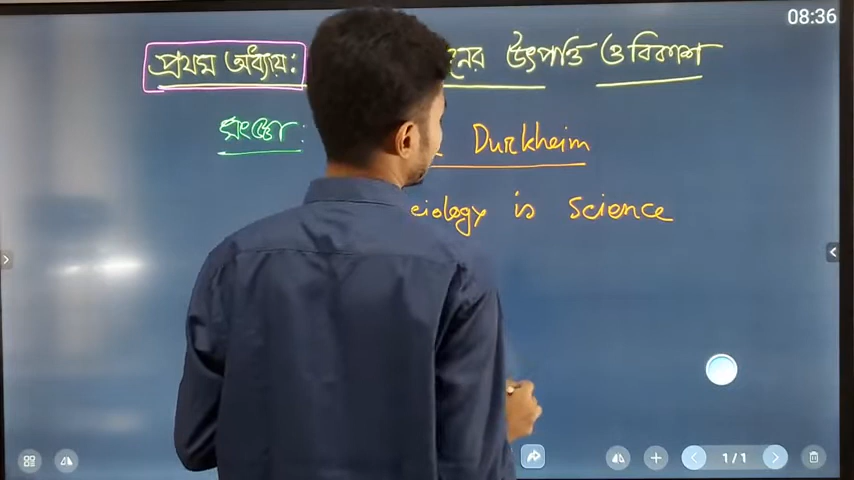 08:36
প্রথম অধ্যায়: নের উৎপত্তি ও বিকাশ
সংজ্ঞা: Durkheim
ciology is Science
1/1